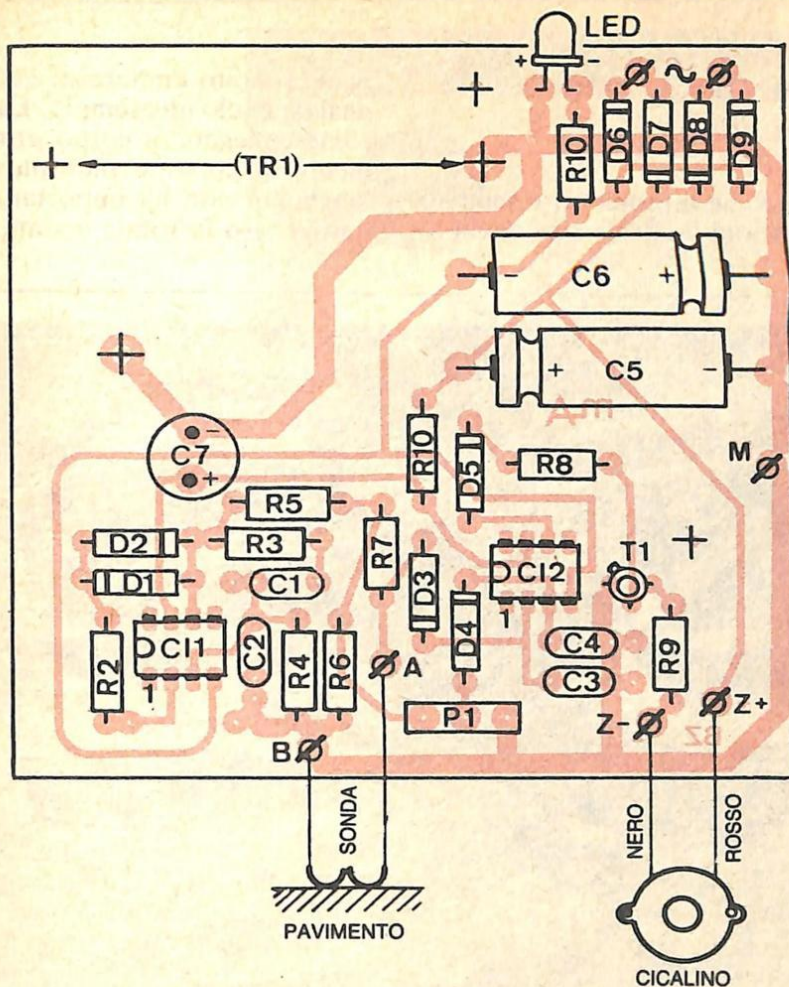 LED
+ -
~
(TR1)
R10
D6
D7
D8
D9
- C6 +
+ C5 -
mA
-
C7
+
R10
D5
R8
M
R5
D2
R3
R7
T1
D1
C1
D3
CI2
D4
1
R2
CI1
C2
R4
R6
A
C4
C3
R9
1
P1
Z-
Z+
B
BZ
SONDA
NERO
ROSSO
PAVIMENTO
CICALINO